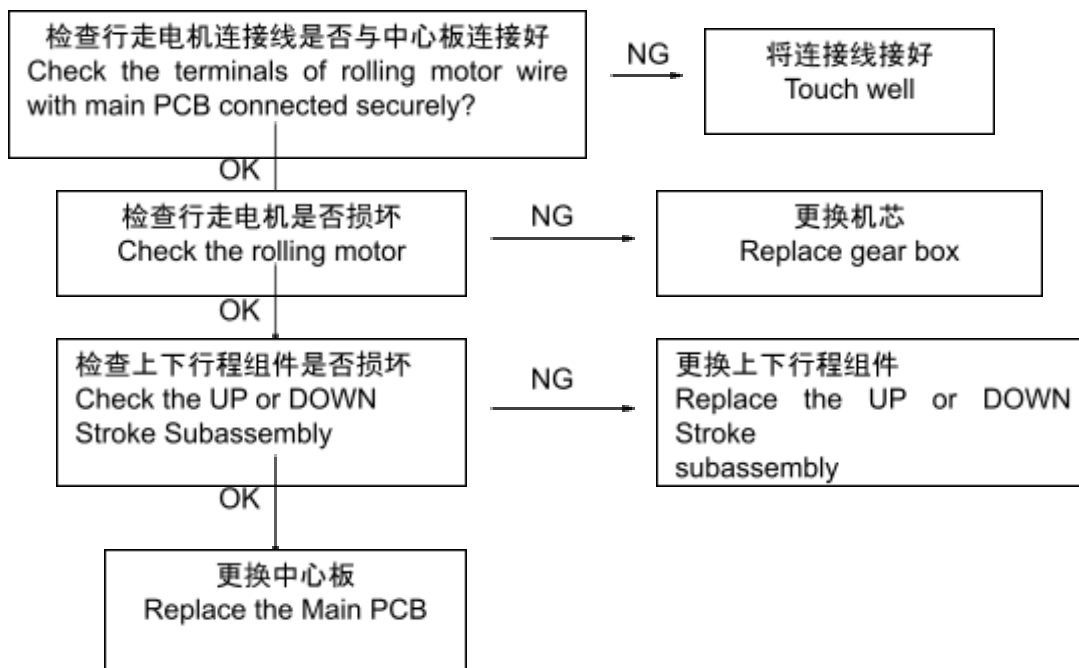 检查行走电机连接线是否与中心板连接好
Check the terminals of rolling motor wire
with main PCB connected securely?
NG
将连接线接好
Touch well
OK
检查行走电机是否损坏
Check the rolling motor
NG
更换机芯
Replace gear box
OK
检查上下行程组件是否损坏
Check the UP or DOWN
Stroke Subassembly
NG
更换上下行程组件
Replace the UP or DOWN
Stroke
subassembly
OK
更换中心板
Replace the Main PCB